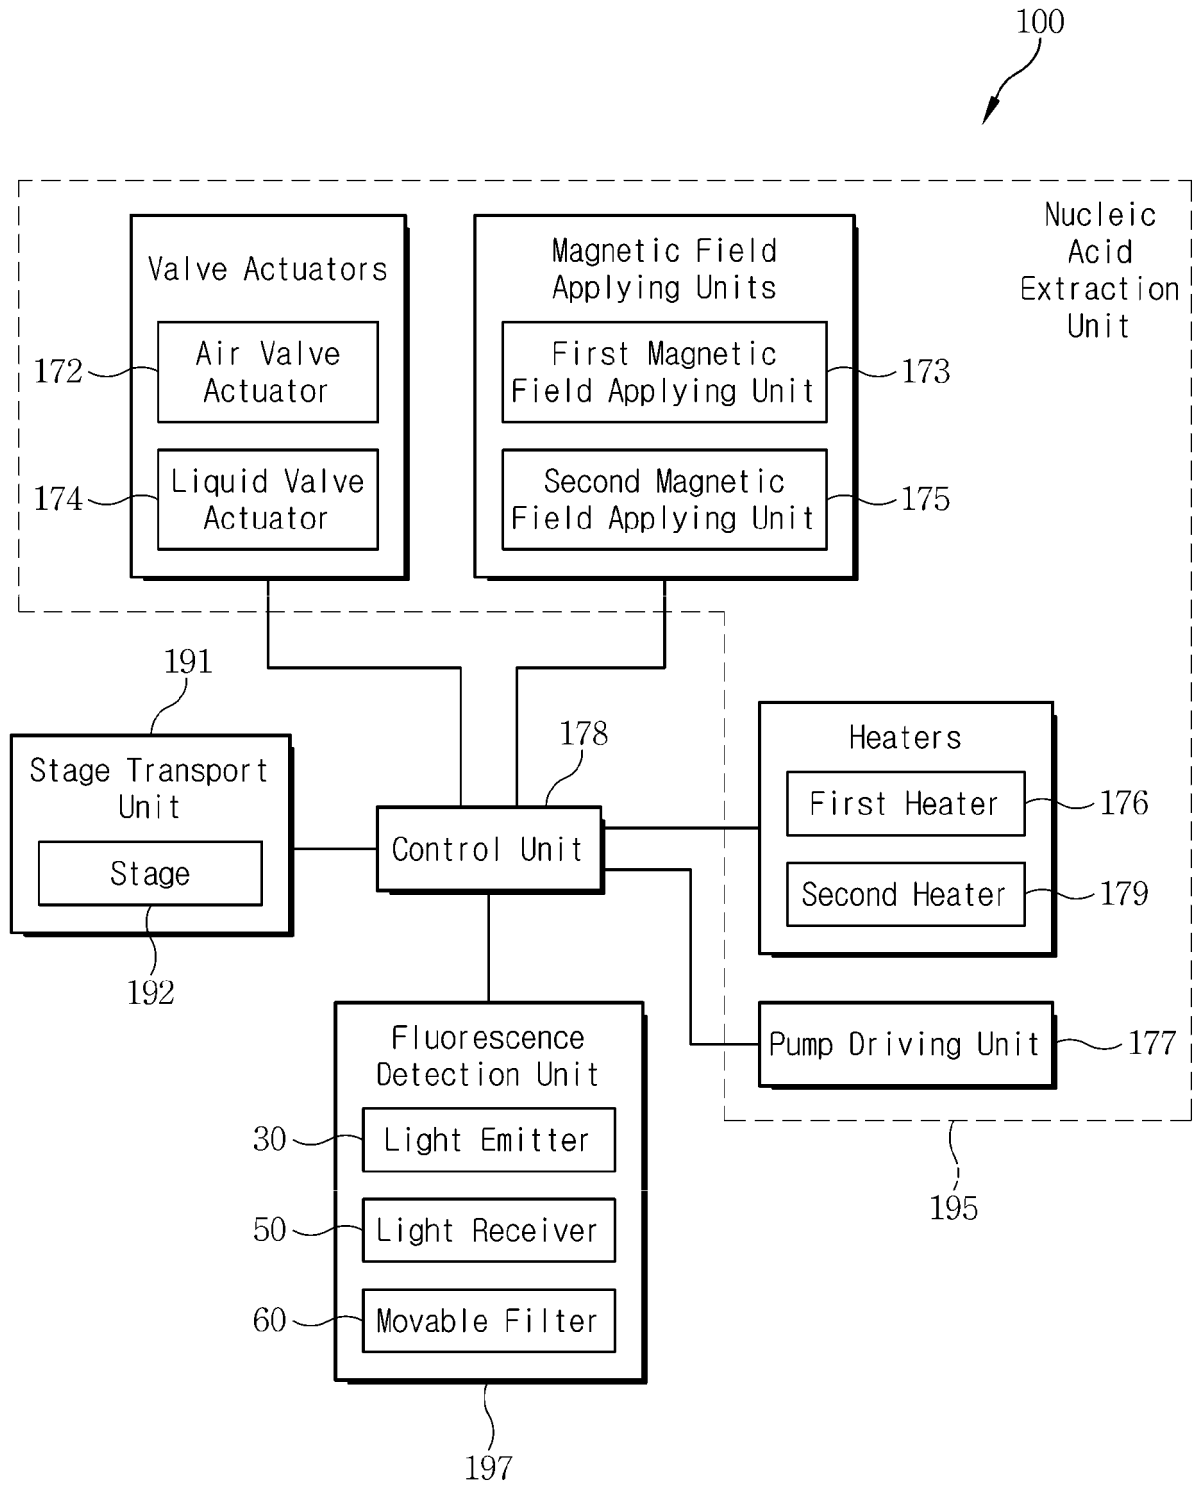 100
Nucleic
Acid
Extraction
Unit
Valve Actuators
172
Air Valve
Actuator
174
Liquid Valve
Actuator
Magnetic Field
Applying Units
First Magnetic
Field Applying Unit
173
Second Magnetic
Field Applying Unit
175
191
Stage Transport
Unit
Stage
192
178
Control Unit
Heaters
First Heater
176
Second Heater
179
Pump Driving Unit
177
195
Fluorescence
Detection Unit
30
Light Emitter
50
Light Receiver
60
Movable Filter
197